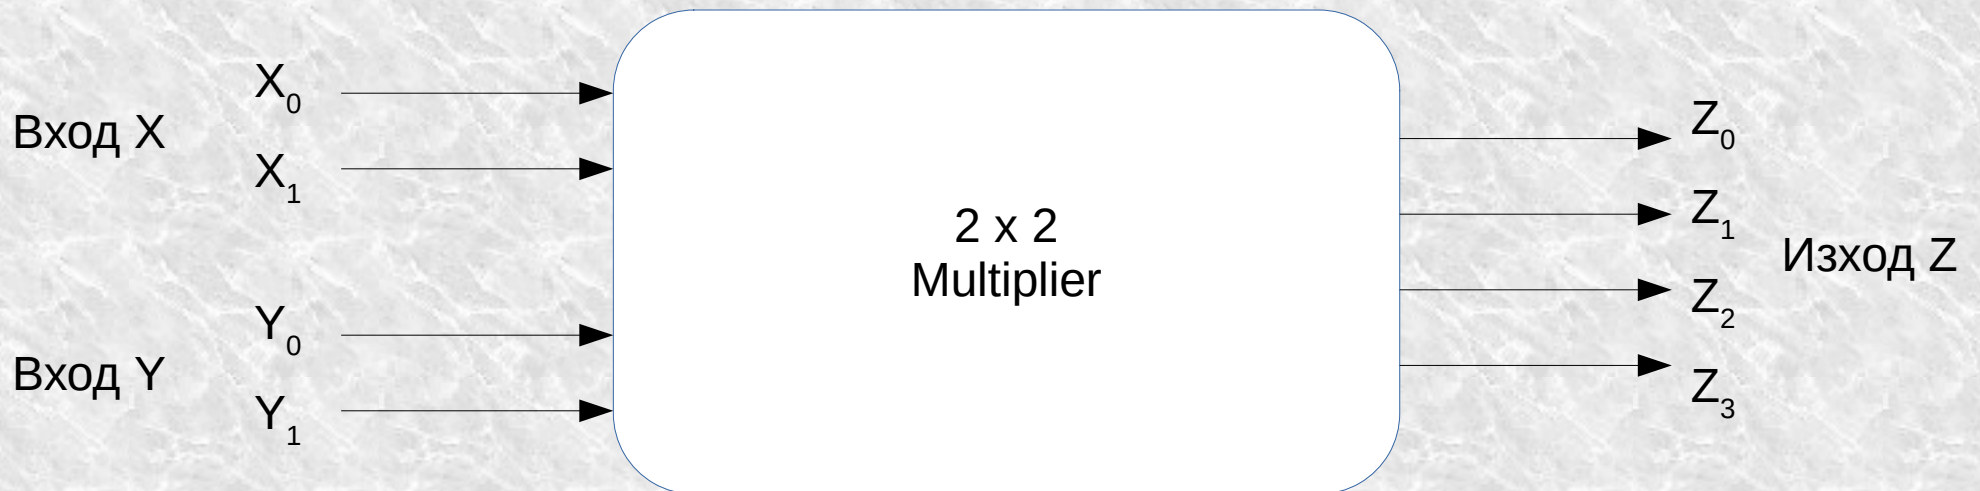 Вход X
X0
X1
Вход Y
Y0
Y1
2 x 2
Multiplier
Z0
Z1
Z2
Z3
Изход Z